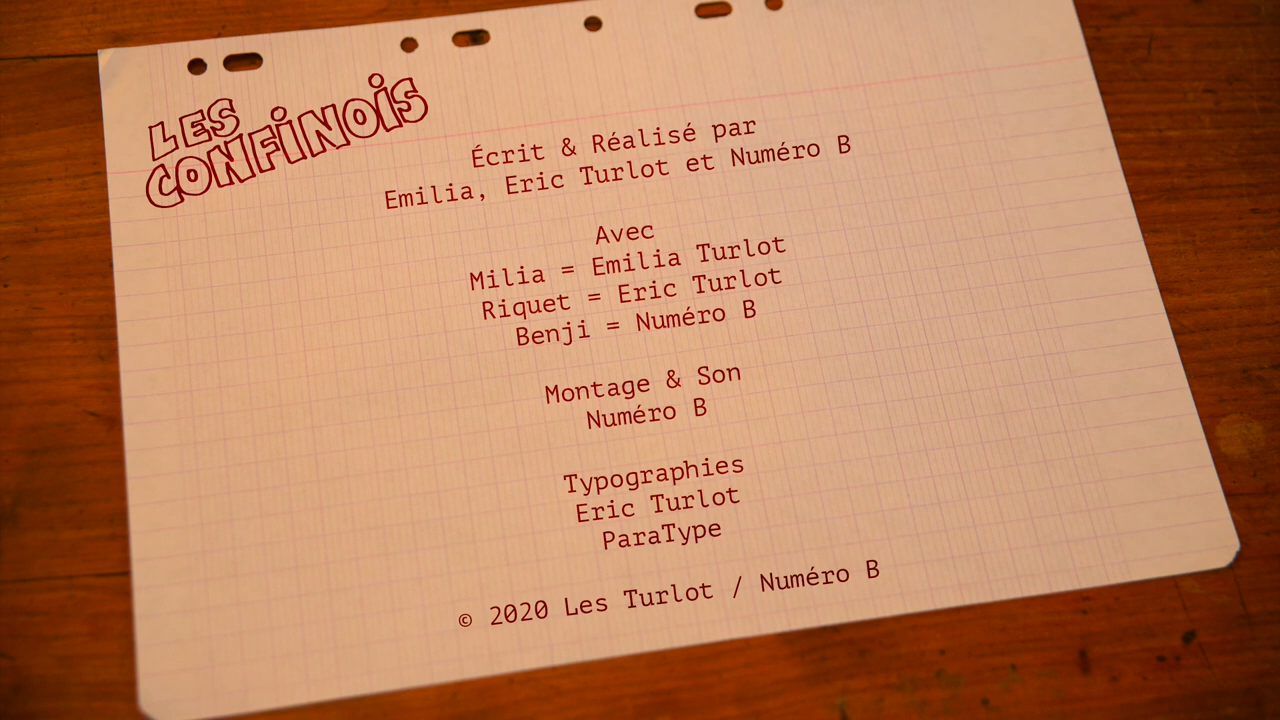 LES
CONFINOIS
Écrit & Réalisé par
Emilia, Eric Turlot et Numéro B
Avec
Milia = Emilia Turlot
Riquet = Eric Turlot
Benji = Numéro B
Montage & Son
Numéro B
Typographies
Eric Turlot
ParaType
© 2020 Les Turlot / Numéro B